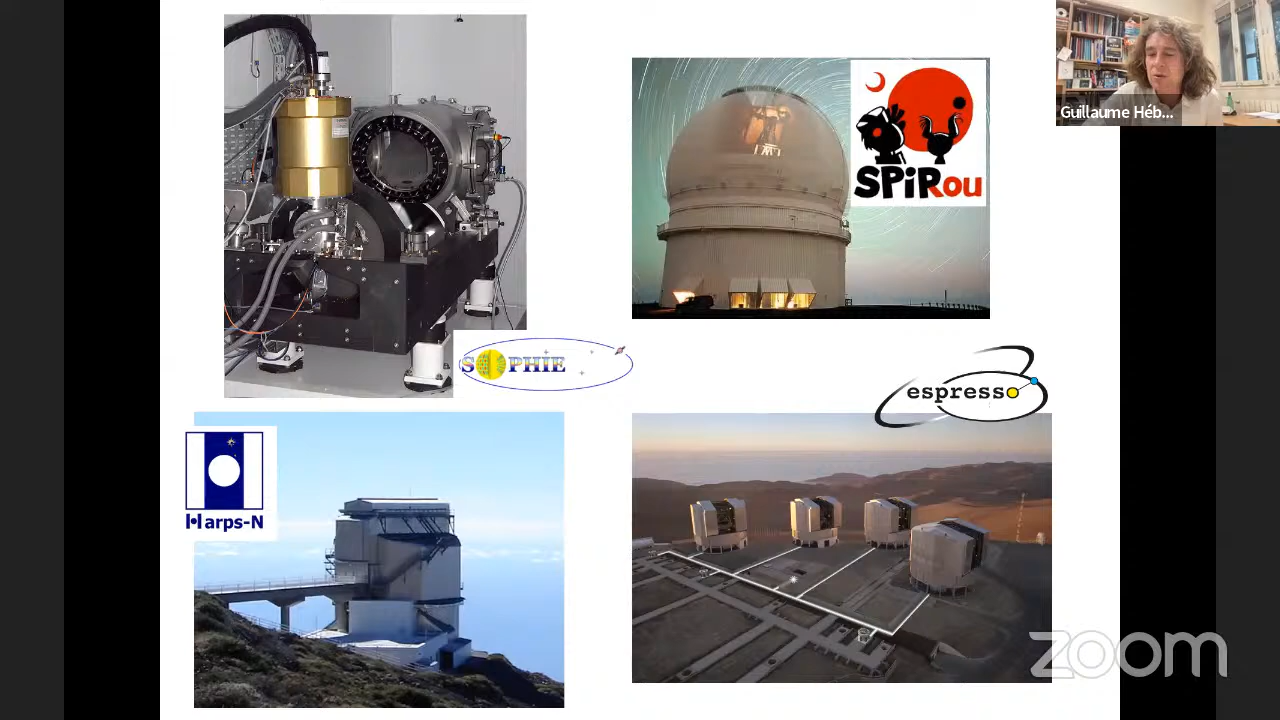 Guillaume Héb...
SPiRou
SOPHIE
espresso
Harps-N
zoom